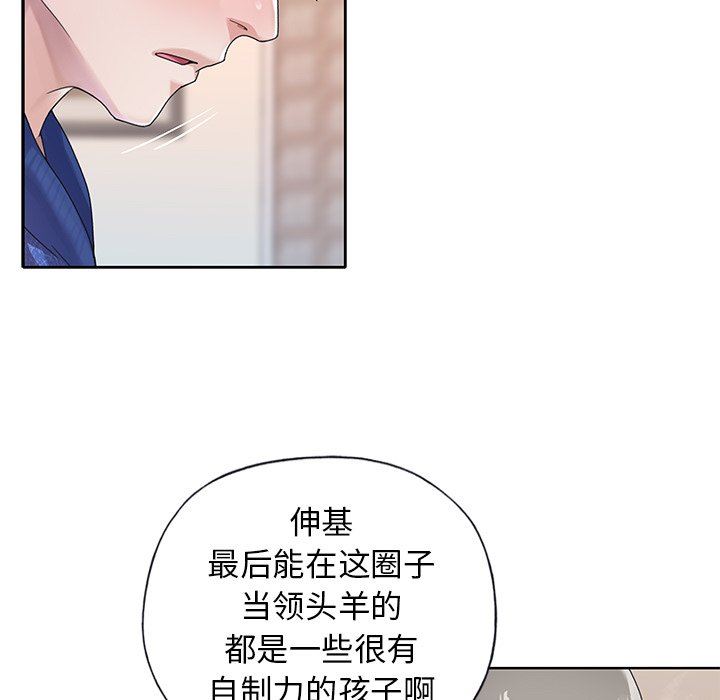 伸基
最后能在这圈子
当领头羊的
都是一些很有
自制力的孩子啊